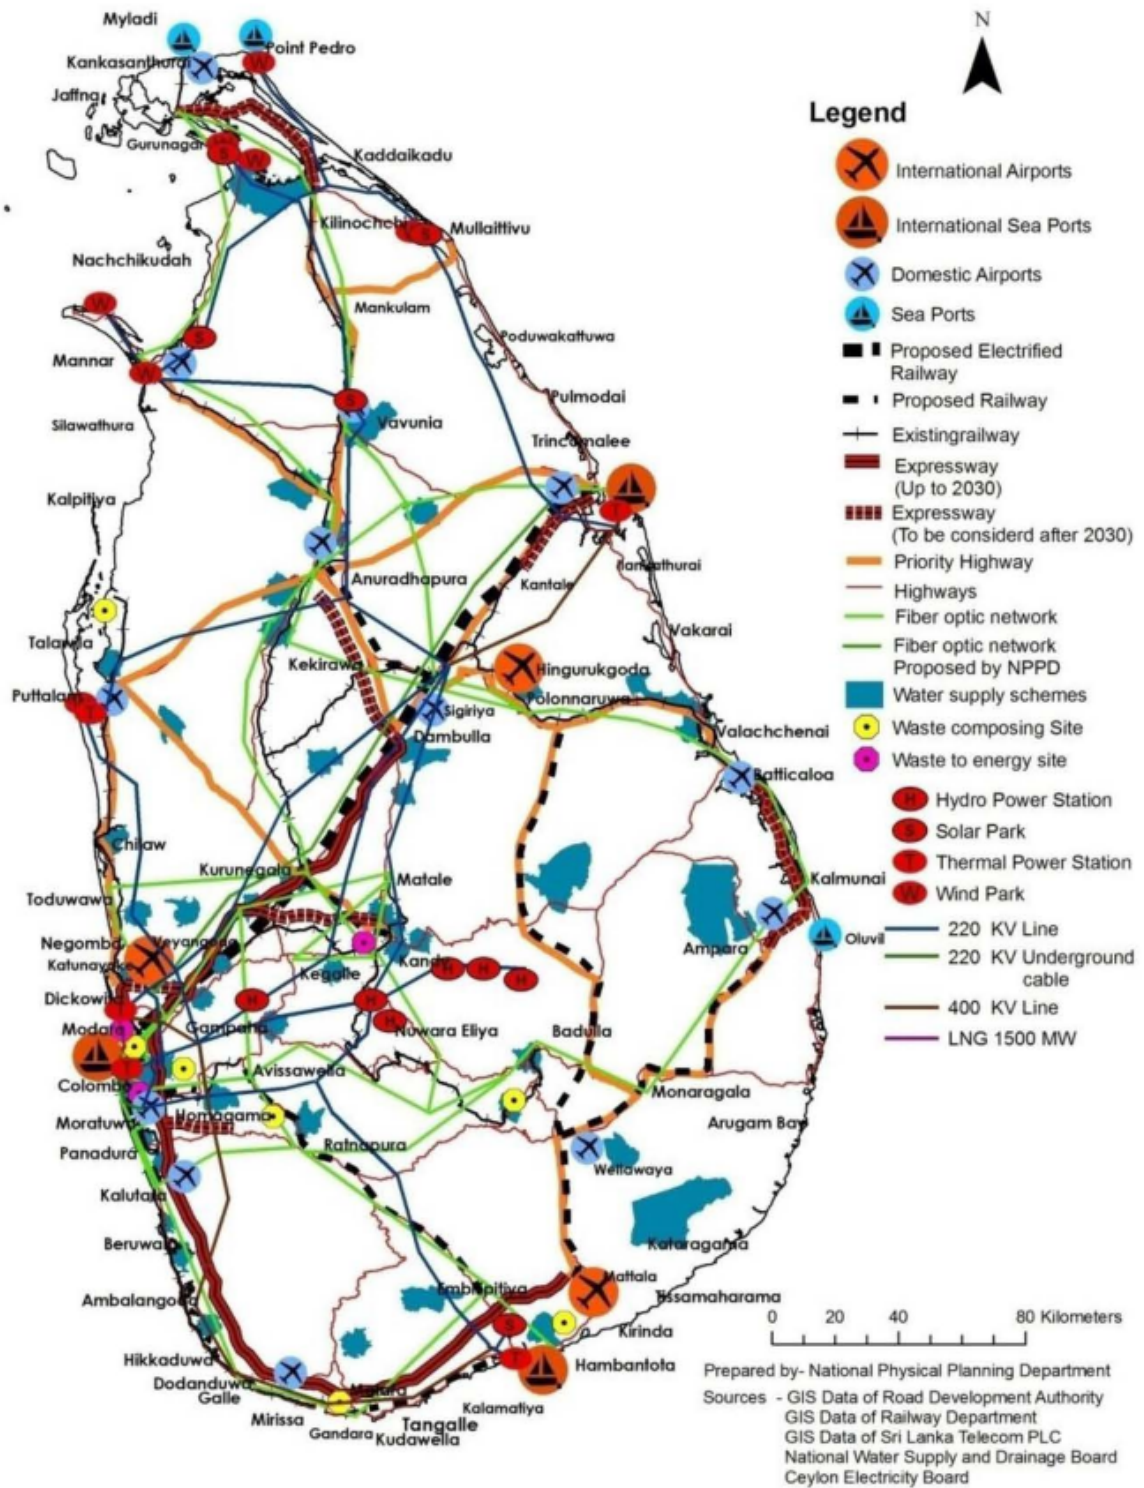 Myladi
Point Pedro
Kankasanthurai
Jaffna
Gurunagar
Kaddaikadu
Kilinochchi
Mullaittivu
Nachchikudah
Mankulam
Poduwakattuwa
Mannar
Pulmodai
Silawathura
Vavunia
Trincomalee
Kalpitiya
Anuradhapura
Kantale
Vakarai
Talawila
Kekirawa
Hingurukgoda
Polonnaruwa
Puttalam
Sigiriya
Dambulla
Valachchenai
Batticaloa
Chilaw
Kurunegala
Matale
Kalmunai
Toduwawa
Negombo
Veyangoda
Ampara
Oluvil
Katunayake
Kegalle
Kandy
Dickowita
Modara
Gampaha
Nuwara Eliya
Badulla
Colombo
Avissawella
Monaragala
Moratuwa
Homagama
Arugam Bay
Panadura
Ratnapura
Wellawaya
Kalutara
Beruwala
Kataragama
Mattala
Ambalangoda
Embilipitiya
Tissamaharama
Kirinda
Hikkaduwa
Hambantota
Dodanduwa
Galle
Matara
Kalamatiya
Mirissa
Tangalle
Gandara
Kudawella
N
Legend
International Airports
International Sea Ports
Domestic Airports
Sea Ports
Proposed Electrified
Railway
Proposed Railway
Existingrailway
Expressway
(Up to 2030)
Expressway
(To be considerd after 2030)
Priority Highway
Highways
Fiber optic network
Fiber optic network
Proposed by NPPD
Water supply schemes
Waste composing Site
Waste to energy site
H Hydro Power Station
S Solar Park
T Thermal Power Station
W Wind Park
220 KV Line
220 KV Underground
cable
400 KV Line
LNG 1500 MW
0 20 40 80 Kilometers
Prepared by- National Physical Planning Department
Sources - GIS Data of Road Development Authority
GIS Data of Railway Department
GIS Data of Sri Lanka Telecom PLC
National Water Supply and Drainage Board
Ceylon Electricity Board